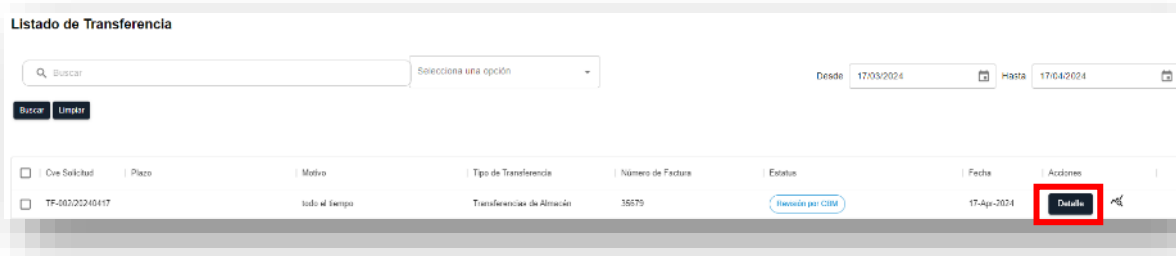 Listado de Transferencia
Buscar
Selecciona una opción
Desde 17/03/2024 Hasta 17/04/2024
Buscar Limpiar
Cve Solicitud Plazo Motivo Tipo de Transferencia Número de Factura Estatus Fecha Acciones
TF-002/20240417 todo el tiempo Transferencias de Almacén 35679 Revisión por CBM 17-Apr-2024 Detalle